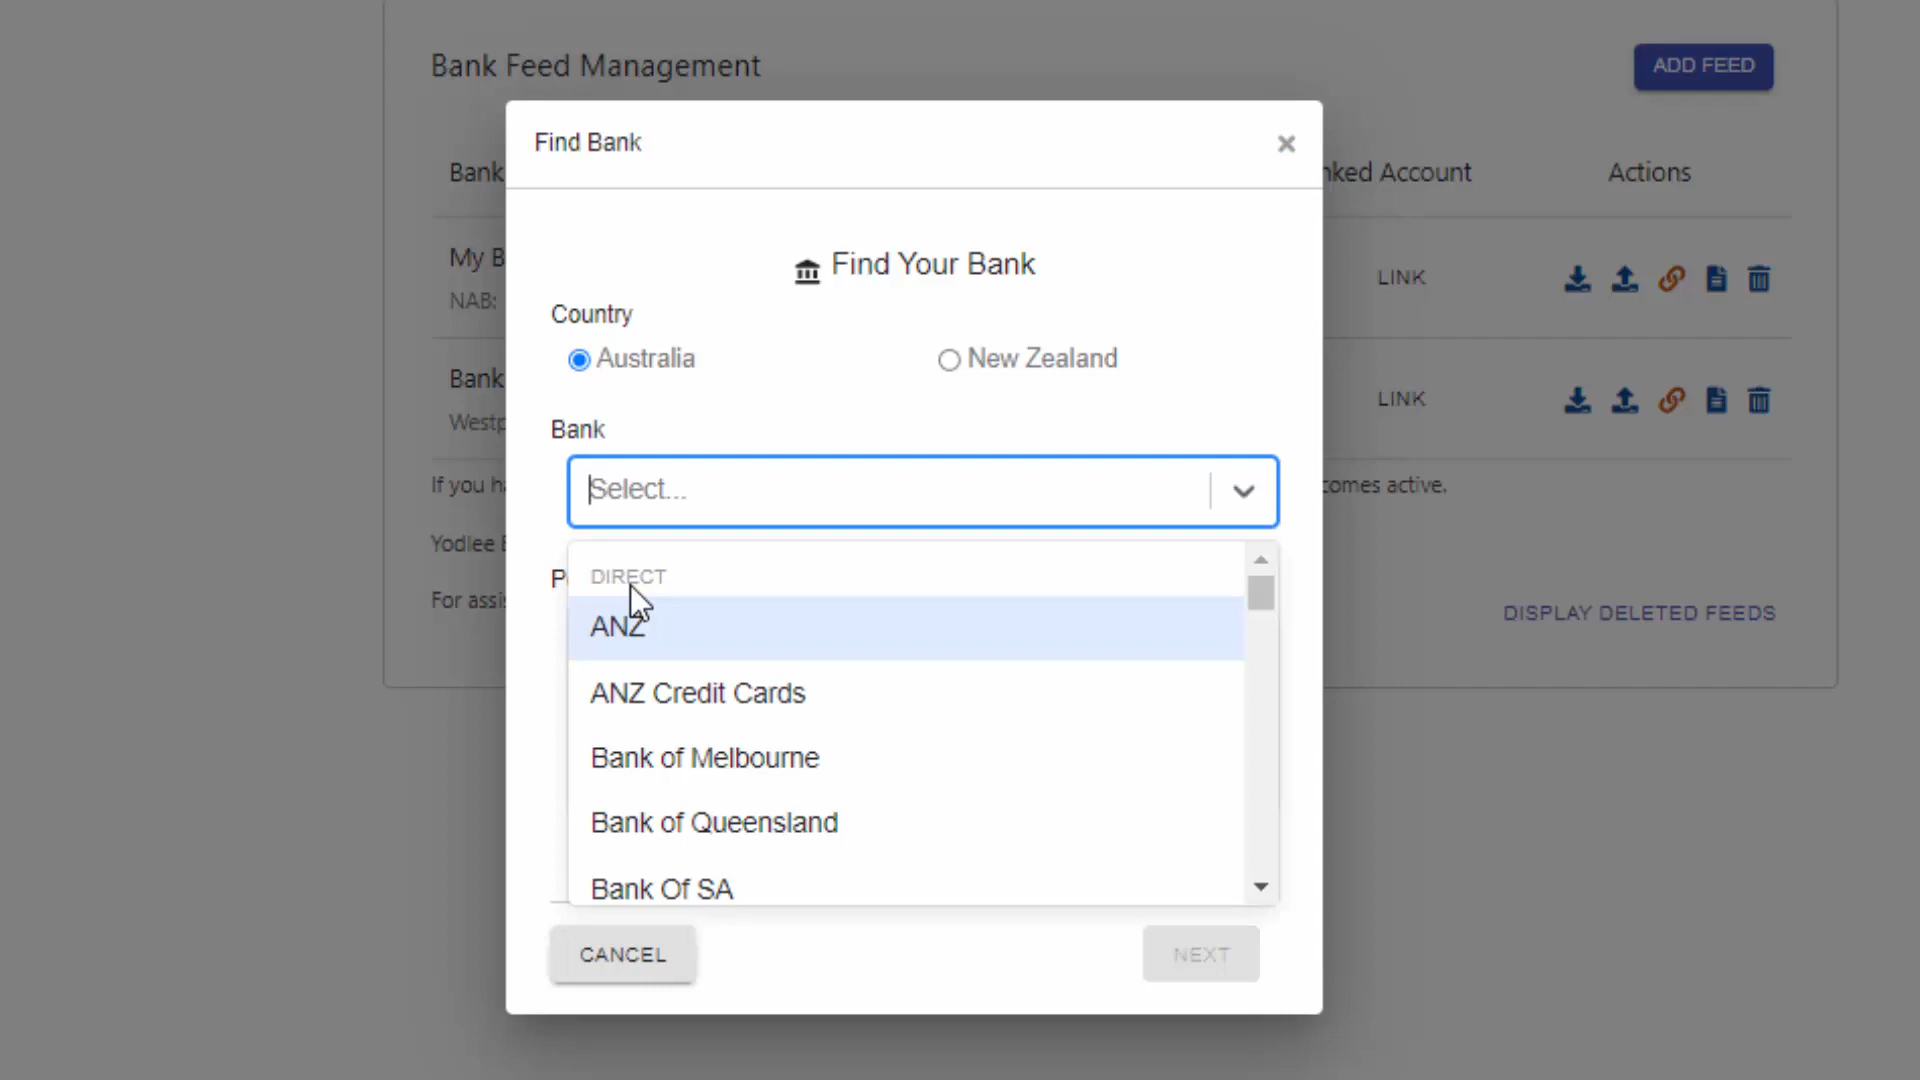 Bank Feed Management
ADD FEED
Find Bank
Bank
nked Account
Actions
Find Your Bank
My B
NAB:
LINK
Country
Australia
New Zealand
Bank
Westp
LINK
Bank
Select...
If you h
comes active.
Yodlee
DIRECT
For assi
DISPLAY DELETED FEEDS
ANZ
ANZ Credit Cards
Bank of Melbourne
Bank of Queensland
Bank Of SA
CANCEL
NEXT